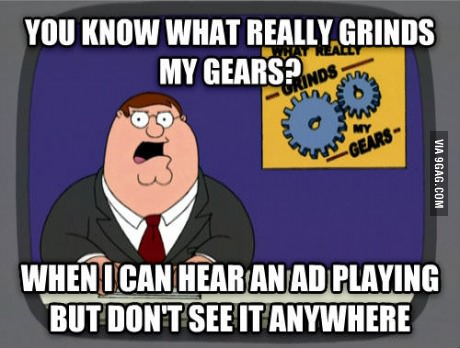 YOU KNOW WHAT REALLY GRINDS
MY GEARS?
WHAT REALLY
GRINDS
MY
GEARS
VIA 9GAG.COM
WHEN I CAN HEAR AN AD PLAYING
BUT DON'T SEE IT ANYWHERE